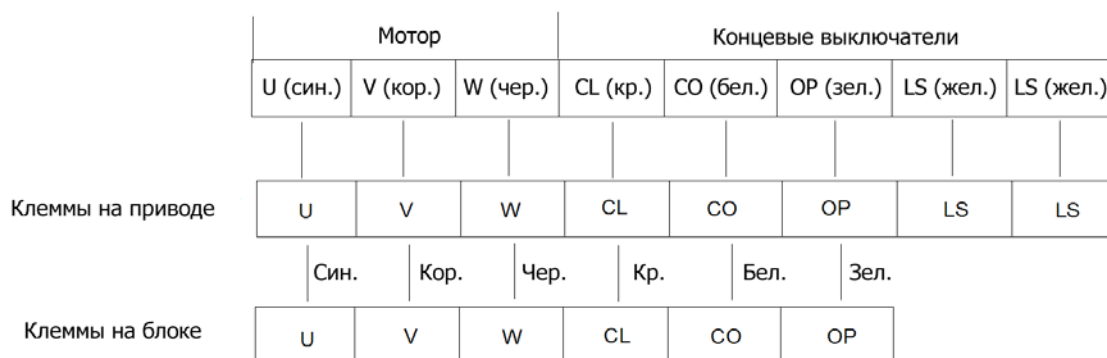 Мотор Концевые выключатели
U (син.) V (кор.) W (чер.) CL (кр.) CO (бел.) OP (зел.) LS (жел.) LS (жел.)
Клеммы на приводе U V W CL CO OP LS LS
Син. Кор. Чер. Кр. Бел. Зел.
Клеммы на блоке U V W CL CO OP